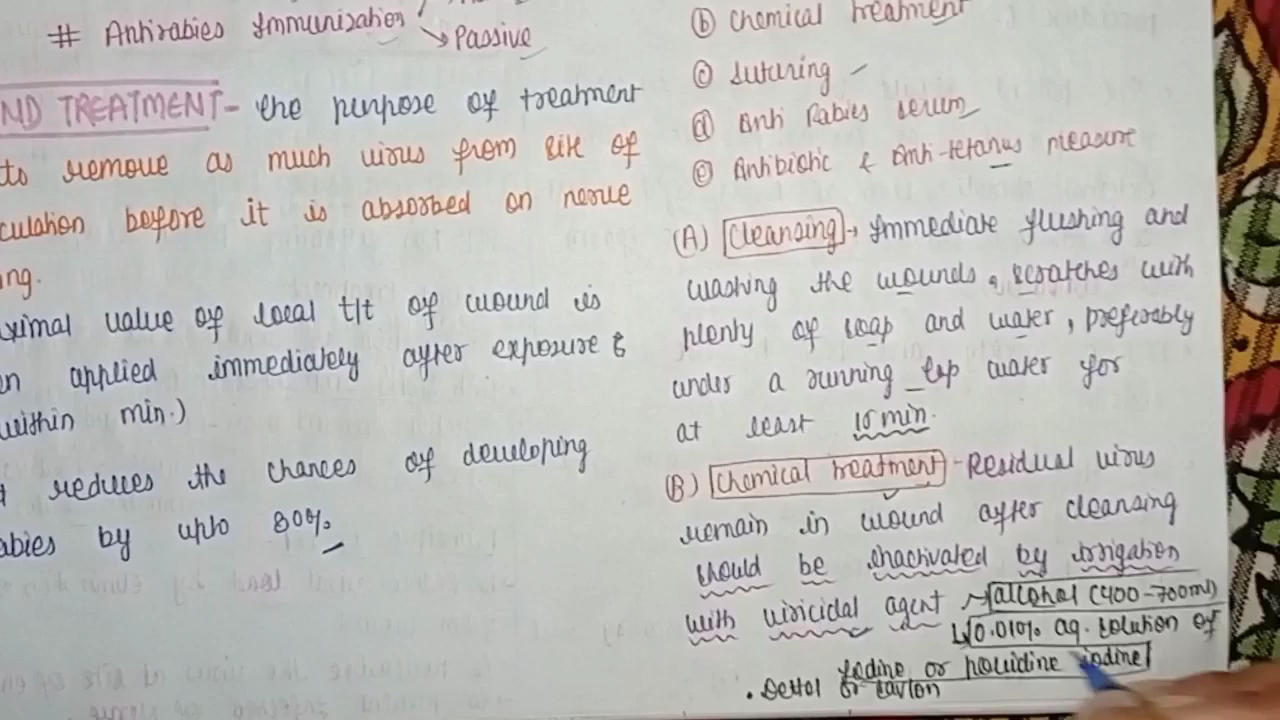 # Antirabies Immunisation
→ Passive
ND TREATMENT - the purpose of treatment
to remove as much virus from site of
culation before it is absorbed on nerve
ing.
ximal value of local t/t of wound is
en applied immediately after exposure &
within min.)
t reduces the chances of developing
abies by upto 80%
(b) Chemical treatment
(c) Suturing
(d) Anti Rabies serum
(e) Antibiotic & Anti-tetanus measure
(A) Cleansing → Immediate flushing and
washing the wounds, scratches with
plenty of soap and water, preferably
under a running tap water for
at least 15 min.
(B) Chemical treatment - Residual virus
remain in wound after cleansing
should be inactivated by irrigation
with viricidal agent → alcohol (400-700ml)
↳ 0.01% aq. solution of
Iodine or povidine iodine
. Dettol or savlon